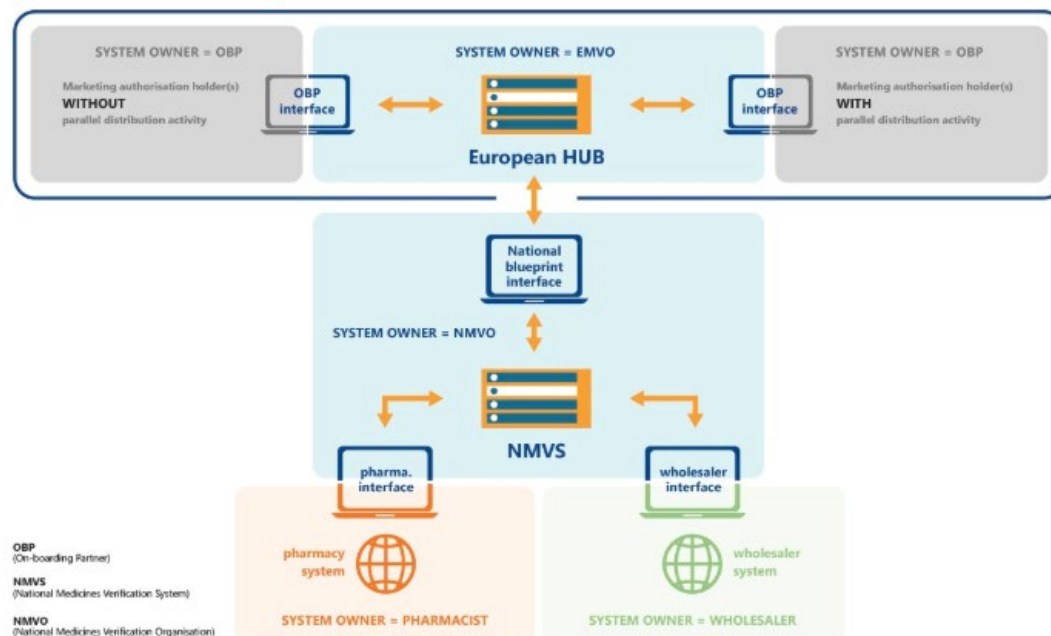 SYSTEM OWNER = OBP
Marketing authorisation holder(s)
WITHOUT
parallel distribution activity
OBP
interface
SYSTEM OWNER = EMVO
European HUB
OBP
interface
SYSTEM OWNER = OBP
Marketing authorisation holder(s)
WITH
parallel distribution activity
National
blueprint
interface
SYSTEM OWNER = NMVO
NMVS
pharma.
interface
wholesaler
interface
pharmacy
system
SYSTEM OWNER = PHARMACIST
wholesaler
system
SYSTEM OWNER = WHOLESALER
OBP
(On-boarding Partner)
NMVS
(National Medicines Verification System)
NMVO
(National Medicines Verification Organisation)